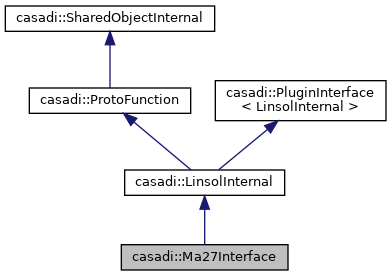 casadi::SharedObjectInternal
casadi::ProtoFunction
casadi::PluginInterface
< LinsolInternal >
casadi::LinsolInternal
casadi::Ma27Interface